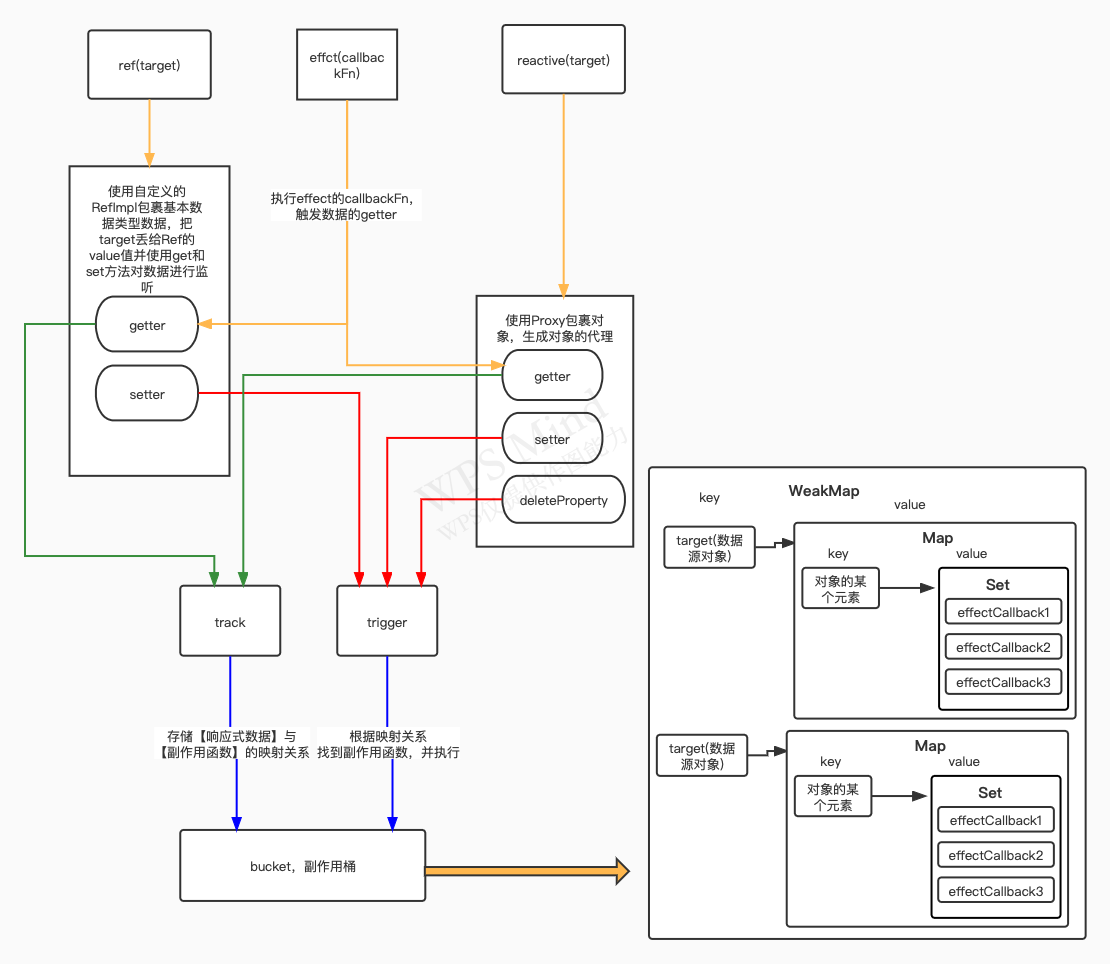 ref(target)
effct(callbac
kFn)
reactive(target)
使用自定义的
RefImpl包裹基本数
据类型数据，把
target丢给Ref的
value值并使用get和
set方法对数据进行监
听
getter
setter
执行effect的callbackFn，
触发数据的getter
使用Proxy包裹对
象，生成对象的代理
getter
setter
deleteProperty
WPS Mind
WPS仅提供作图能力
track
trigger
存储【响应式数据】与
【副作用函数】的映射关系
根据映射关系
找到副作用函数，并执行
bucket，副作用桶
WeakMap
key
value
target(数据
源对象)
Map
key
value
对象的某
个元素
Set
effectCallback1
effectCallback2
effectCallback3
target(数据
源对象)
Map
key
value
对象的某
个元素
Set
effectCallback1
effectCallback2
effectCallback3